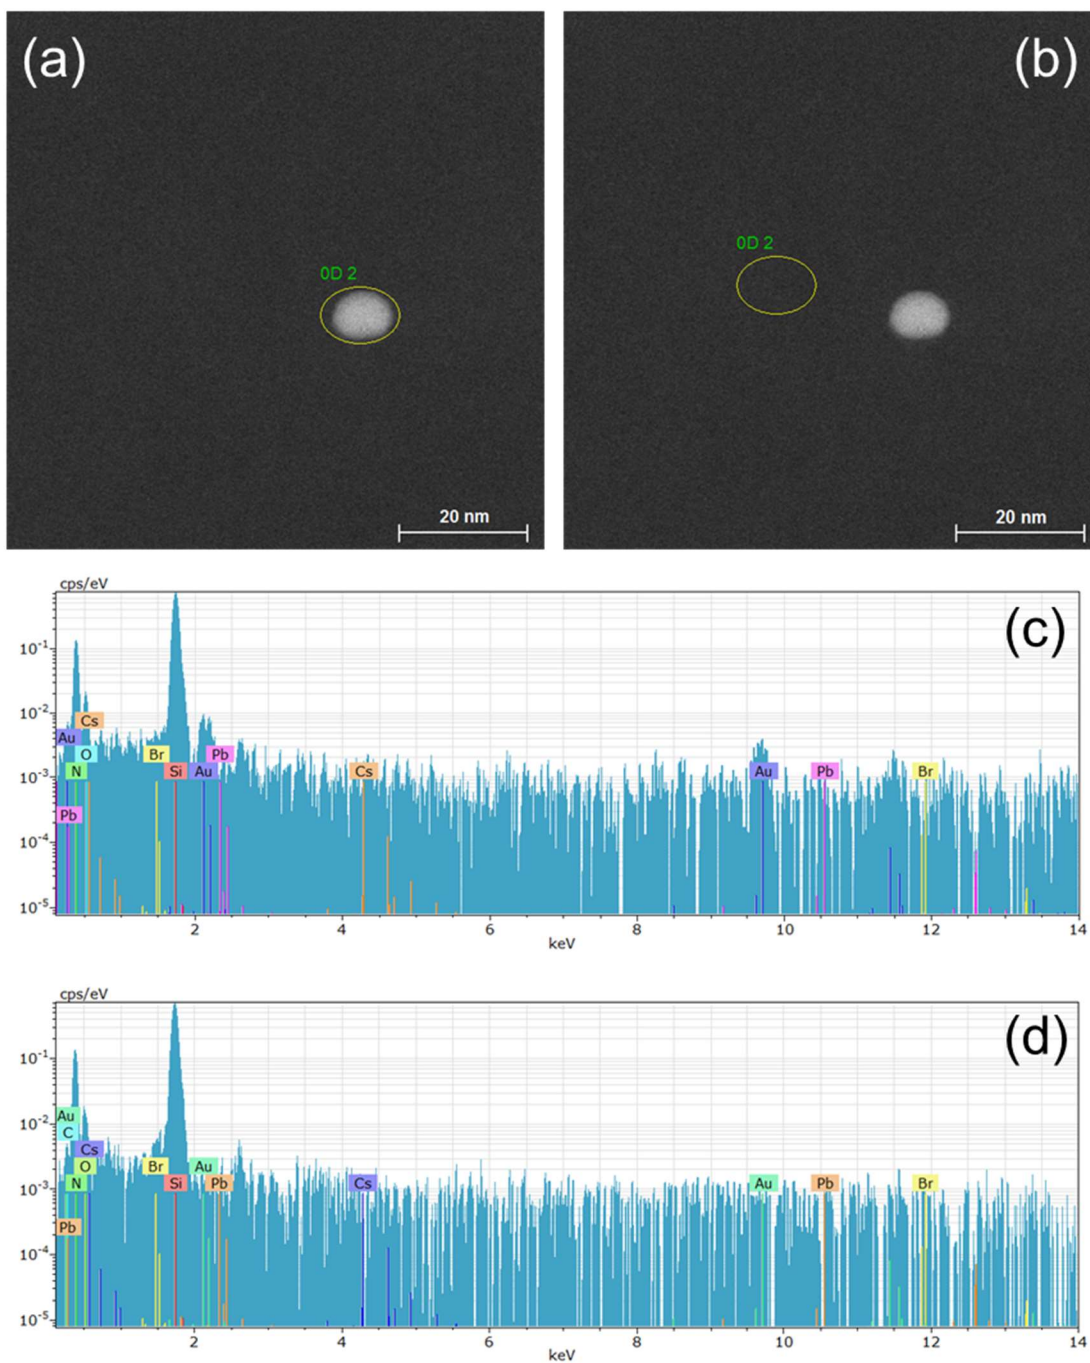 (a)
0D 2
20 nm
(b)
0D 2
20 nm
cps/eV
(c)
10⁻¹
10⁻²
10⁻³
10⁻⁴
10⁻⁵
Cs
Au
O
Br
Pb
N
Si
Au
Cs
Au
Pb
Br
Pb
2 4 6 8 10 12 14
keV
cps/eV
(d)
10⁻¹
10⁻²
10⁻³
10⁻⁴
10⁻⁵
Au
C
Cs
O
Br
Au
N
Si
Pb
Cs
Au
Pb
Br
Pb
2 4 6 8 10 12 14
keV